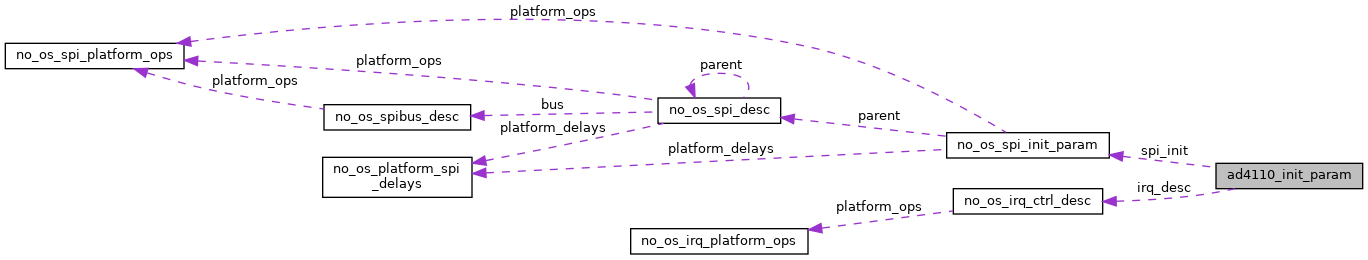 platform_ops
no_os_spi_platform_ops
platform_ops
parent
platform_ops
bus
no_os_spi_desc
no_os_spibus_desc
parent
platform_delays
no_os_spi_init_param
platform_delays
spi_init
no_os_platform_spi
_delays
ad4110_init_param
irq_desc
no_os_irq_ctrl_desc
platform_ops
no_os_irq_platform_ops